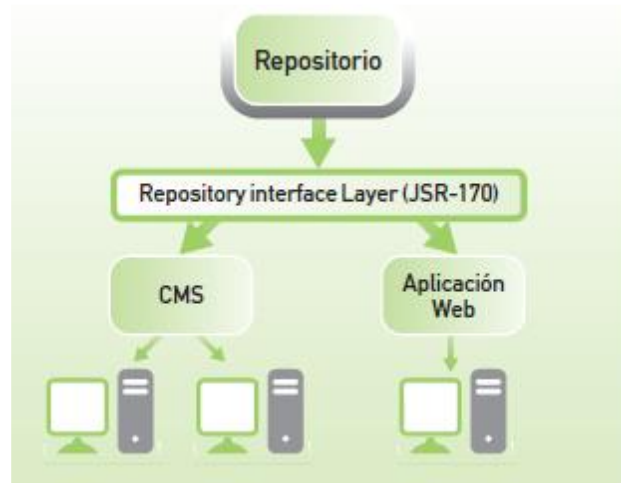 Repositorio
Repository interface Layer (JSR-170)
CMS
Aplicación
Web